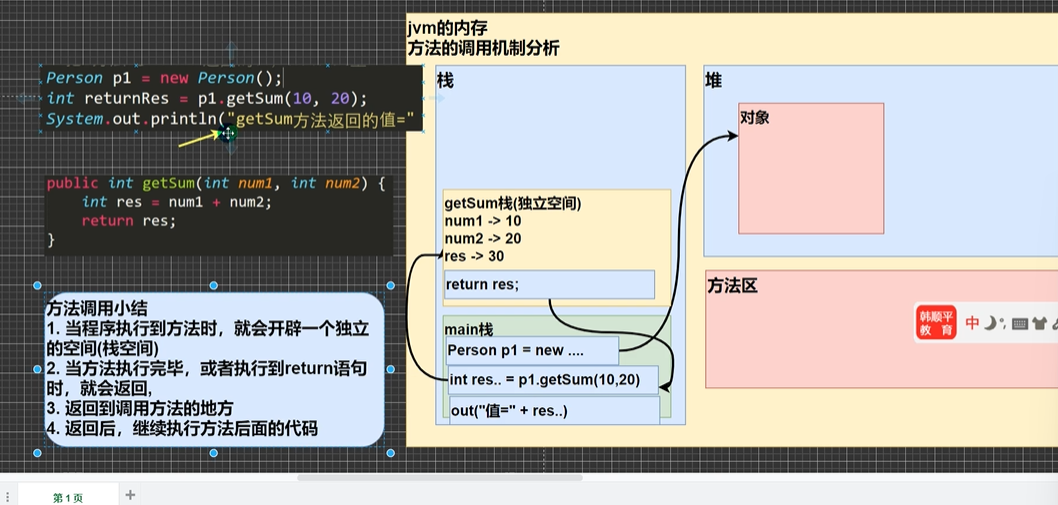 jvm的内存
方法的调用机制分析
Person p1 = new Person();
int returnRes = p1.getSum(10, 20);
System.out.println("getSum方法返回的值="
public int getSum(int num1, int num2) {
int res = num1 + num2;
return res;
}
方法调用小结
1. 当程序执行到方法时，就会开辟一个独立
的空间(栈空间)
2. 当方法执行完毕，或者执行到return语句
时，就会返回,
3. 返回到调用方法的地方
4. 返回后，继续执行方法后面的代码
栈
getSum栈(独立空间)
num1 -> 10
num2 -> 20
res -> 30
return res;
main栈
Person p1 = new ....
int res.. = p1.getSum(10,20)
out("值=" + res..)
堆
对象
方法区
韩顺平
教 育
中
第1页